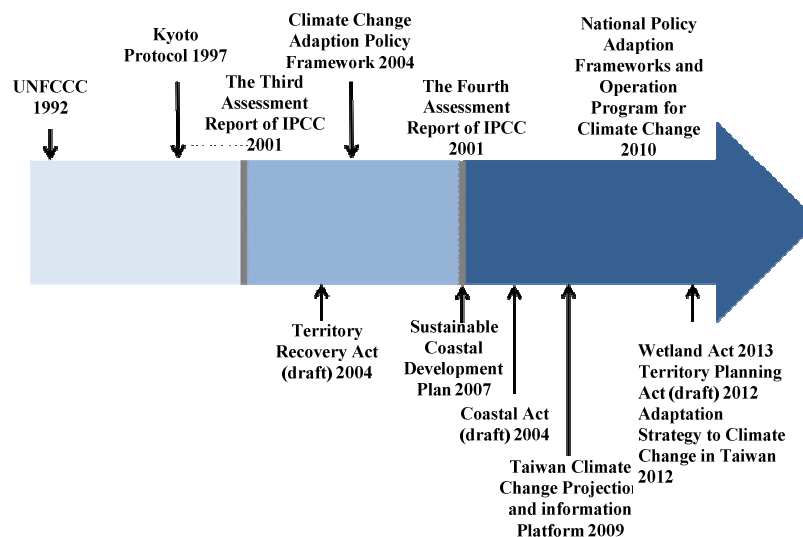 UNFCCC
1992
Kyoto
Protocol 1997
The Third
Assessment
Report of IPCC
2001
Climate Change
Adaption Policy
Framework 2004
The Fourth
Assessment
Report of IPCC
2001
National Policy
Adaption
Frameworks and
Operation
Program for
Climate Change
2010
Territory
Recovery Act
(draft) 2004
Sustainable
Coastal
Development
Plan 2007
Coastal Act
(draft) 2004
Taiwan Climate
Change Projection
and information
Platform 2009
Wetland Act 2013
Territory Planning
Act (draft) 2012
Adaptation
Strategy to Climate
Change in Taiwan
2012